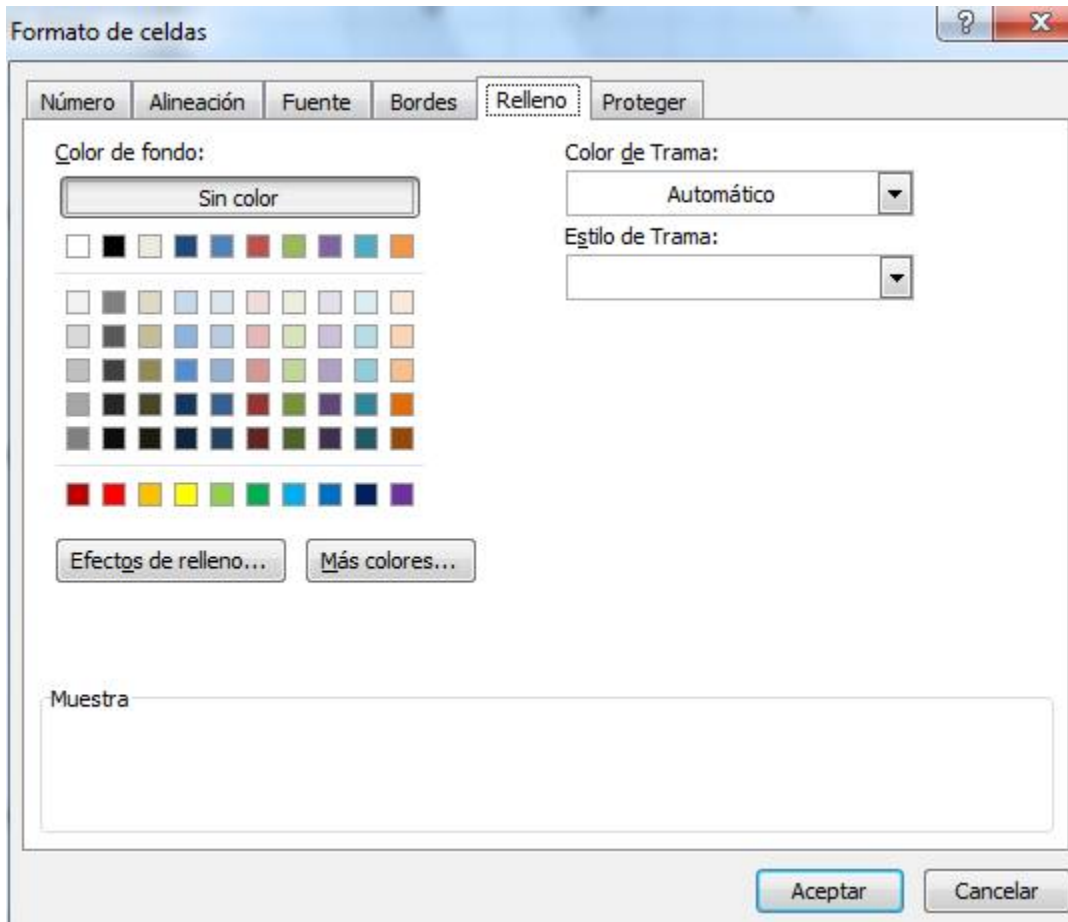 Formato de celdas
Número Alineación Fuente Bordes Relleno Proteger
Color de fondo:
Sin color
Color de Trama:
Automático
Estilo de Trama:
Efectos de relleno... Más colores...
Muestra
Aceptar Cancelar